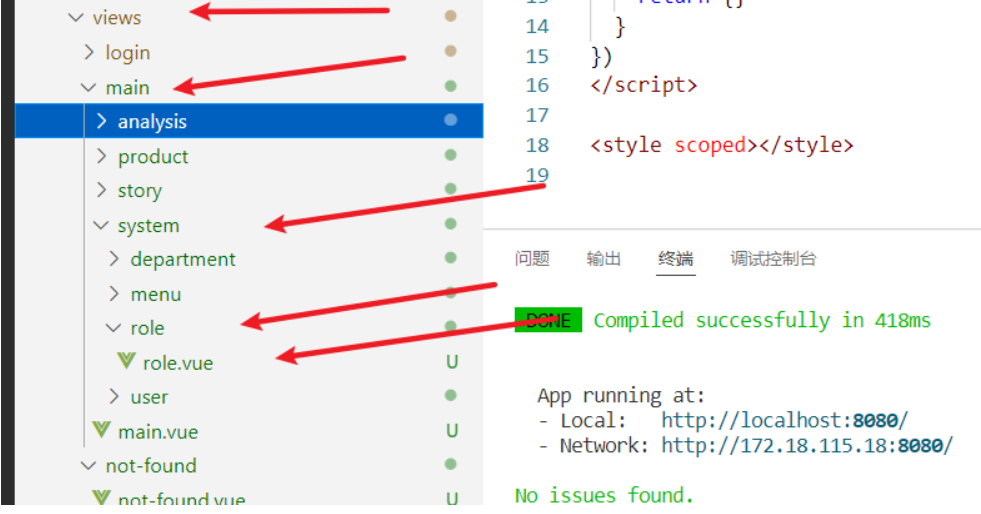 views
login
main
analysis
product
story
system
department
menu
role
role.vue
U
user
main.vue
U
not-found
not-found.vue
U
13 return {}
14 }
15 })
16 </script>
17
18 <style scoped></style>
19
问题 输出 终端 调试控制台
DONE Compiled successfully in 418ms
App running at:
- Local: http://localhost:8080/
- Network: http://172.18.115.18:8080/
No issues found.